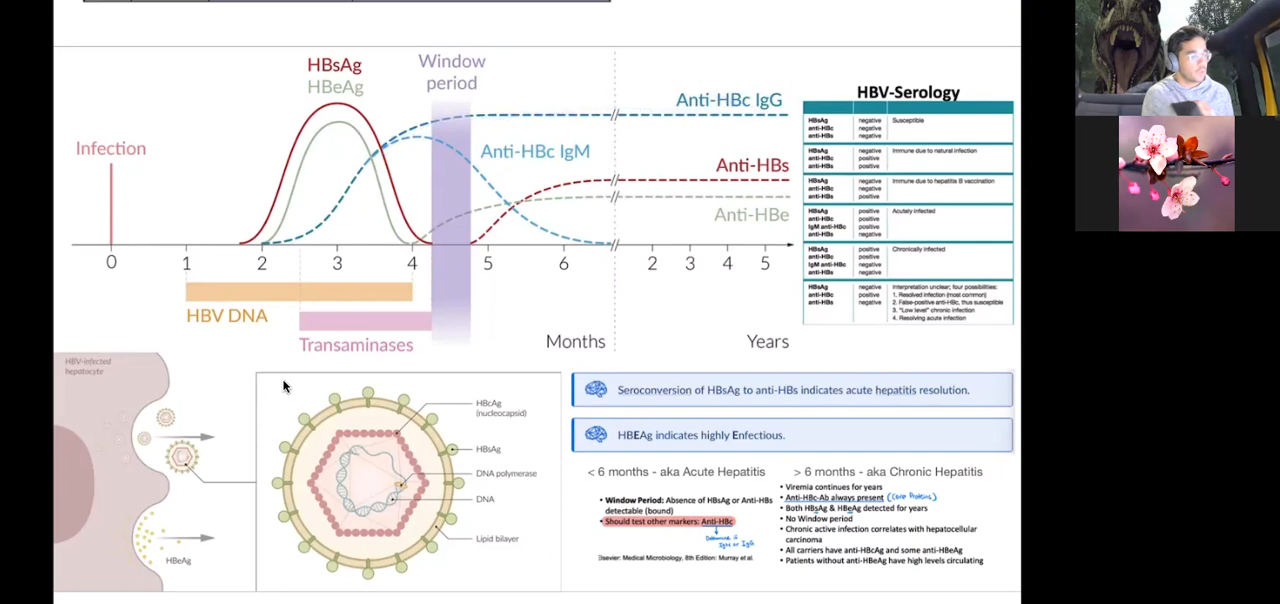 HBsAg
HBeAg
Window
period
Infection
Anti-HBc IgG
Anti-HBc IgM
Anti-HBs
Anti-HBe
0 1 2 3 4 5 6 2 3 4 5
HBV DNA
Transaminases
Months
Years
HBV-Serology
HBsAg negative Susceptible
anti-HBc negative
anti-HBs negative
HBsAg negative Immune due to natural infection
anti-HBc positive
anti-HBs positive
HBsAg negative Immune due to hepatitis B vaccination
anti-HBc negative
anti-HBs positive
HBsAg positive Acutely infected
anti-HBc positive
IgM anti-HBc positive
anti-HBs negative
HBsAg positive Chronically infected
anti-HBc positive
IgM anti-HBc negative
anti-HBs negative
HBsAg negative Interpretation unclear; four possibilities:
anti-HBc positive 1. Resolved infection (most common)
anti-HBs negative 2. False-positive anti-HBc, thus susceptible
3. "Low level" chronic infection
4. Resolving acute infection
HBV-infected
hepatocyte
HBeAg
HBcAg
(nucleocapsid)
HBsAg
DNA polymerase
DNA
Lipid bilayer
Seroconversion of HBsAg to anti-HBs indicates acute hepatitis resolution.
HBEAg indicates highly Enfectious.
< 6 months - aka Acute Hepatitis
• Window Period: Absence of HBsAg or Anti-HBs
detectable (bound)
• Should test other markers: Anti-HBc
Determine if
IgM or IgG
Elsevier: Medical Microbiology, 8th Edition: Murray et al.
> 6 months - aka Chronic Hepatitis
• Viremia continues for years
• Anti-HBc-Ab always present (Core Proteins)
• Both HBsAg & HBeAg detected for years
• No Window period
• Chronic active infection correlates with hepatocellular
carcinoma
• All carriers have anti-HBcAg and some anti-HBeAg
• Patients without anti-HBeAg have high levels circulating